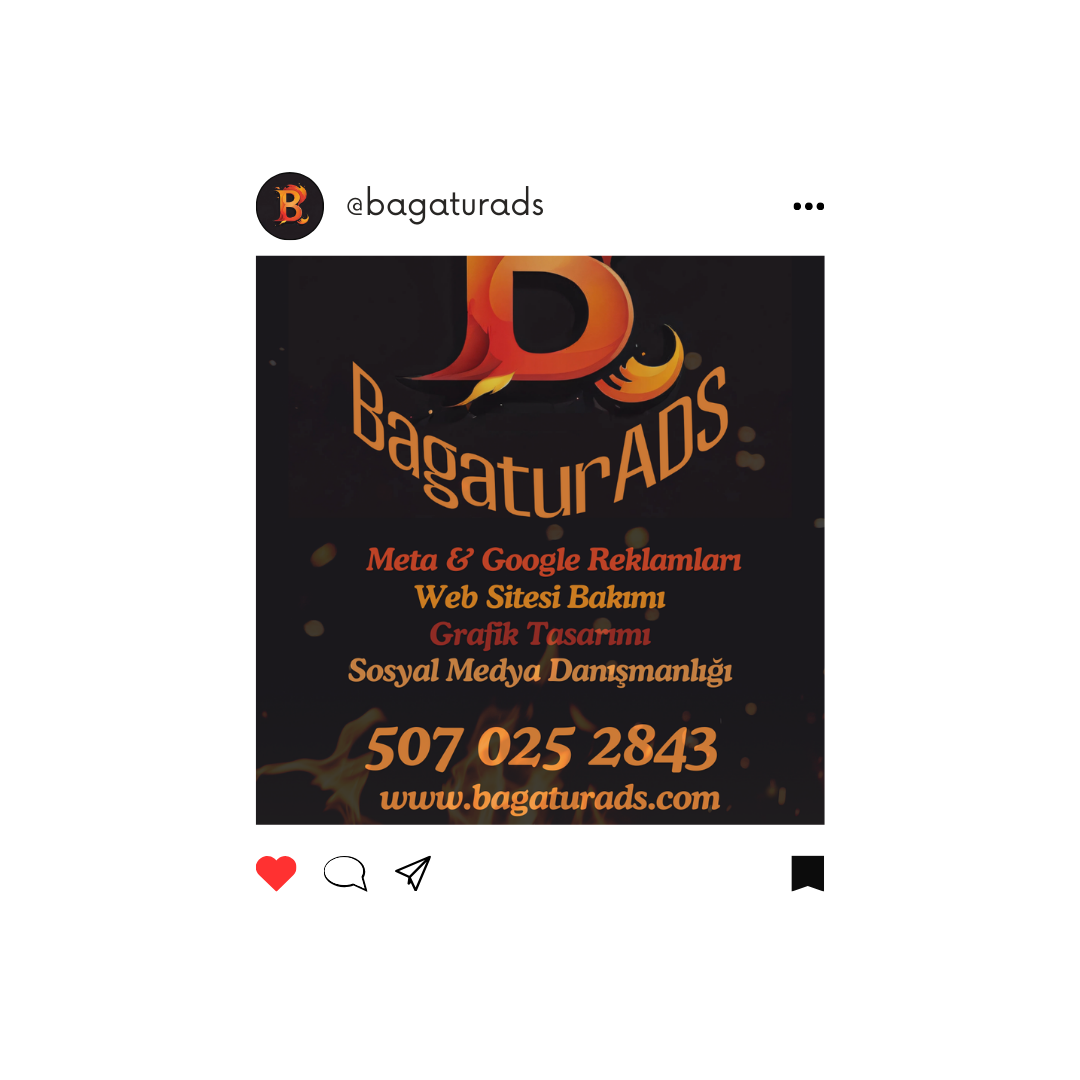 B
@bagaturads
B
BagaturADS
Meta & Google Reklamları
Web Sitesi Bakımı
Grafik Tasarımı
Sosyal Medya Danışmanlığı
507 025 2843
www.bagaturads.com